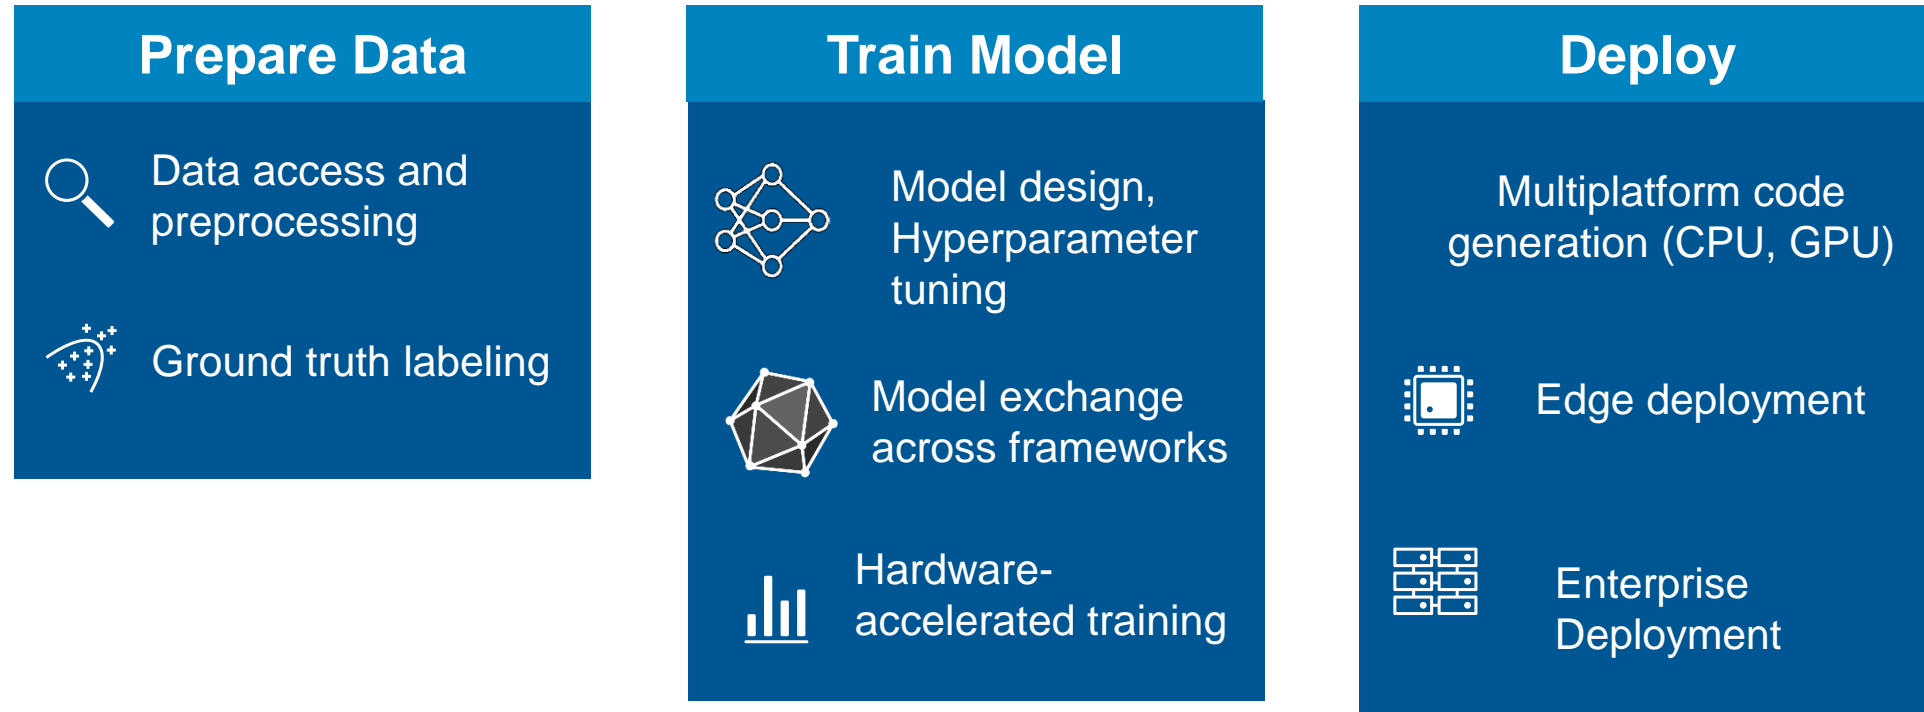 Prepare Data
Data access and
preprocessing
Ground truth labeling
Train Model
Model design,
Hyperparameter
tuning
Model exchange
across frameworks
Hardware-
accelerated training
Deploy
Multiplatform code
generation (CPU, GPU)
Edge deployment
Enterprise
Deployment